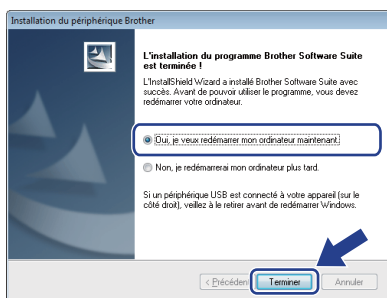 Installation du périphérique Brother
L'installation du programme Brother Software Suite
est terminée !
L'InstallShield Wizard a installé Brother Software Suite avec
succès. Avant de pouvoir utiliser le programme, vous devez
redémarrer votre ordinateur.
Oui, je veux redémarrer mon ordinateur maintenant.
Non, je redémarrerai mon ordinateur plus tard.
Si un périphérique USB est connecté à votre appareil (sur le
côté droit), veillez à le retirer avant de redémarrer Windows.
< Précéden Terminer Annuler